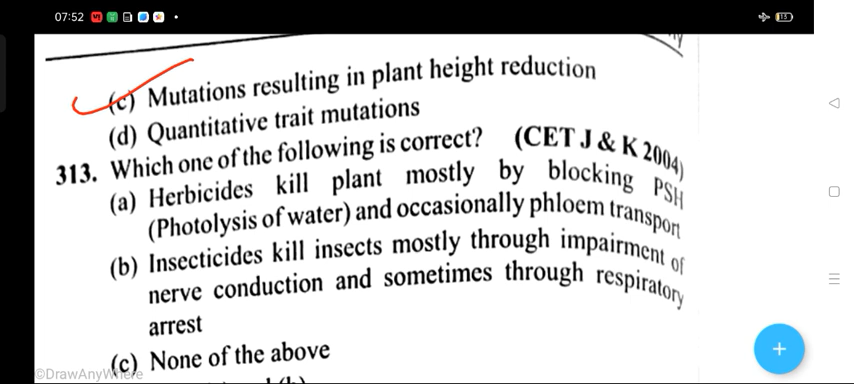 07:52
13
(c) Mutations resulting in plant height reduction
(d) Quantitative trait mutations
313. Which one of the following is correct? (CET J & K 2004)
(a) Herbicides kill plant mostly by blocking PSH
(Photolysis of water) and occasionally phloem transport
(b) Insecticides kill insects mostly through impairment of
nerve conduction and sometimes through respiratory
arrest
(c) None of the above
©DrawAnyWhere